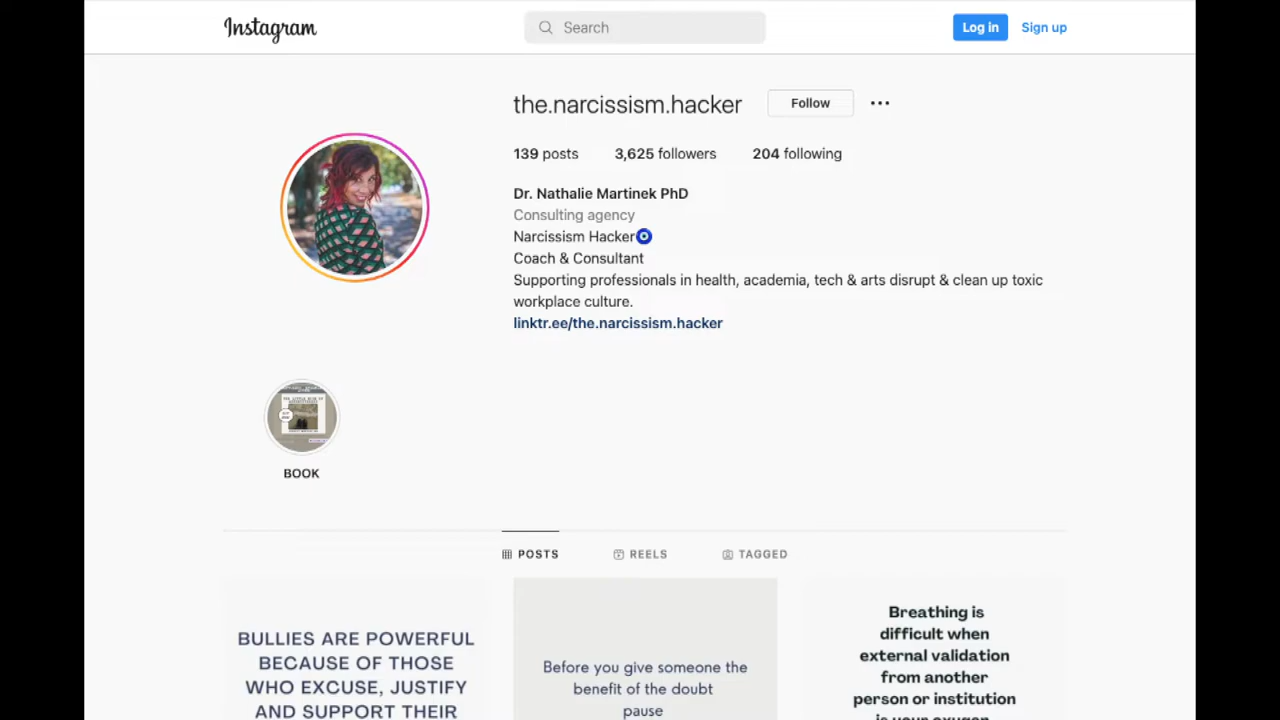 Instagram
Search
Log in
Sign up
the.narcissism.hacker
Follow
139 posts
3,625 followers
204 following
Dr. Nathalie Martinek PhD
Consulting agency
Narcissism Hacker🧿
Coach & Consultant
Supporting professionals in health, academia, tech & arts disrupt & clean up toxic
workplace culture.
linktr.ee/the.narcissism.hacker
BOOK
POSTS
REELS
TAGGED
BULLIES ARE POWERFUL
BECAUSE OF THOSE
WHO EXCUSE, JUSTIFY
AND SUPPORT THEIR
Before you give someone the
benefit of the doubt
pause
Breathing is
difficult when
external validation
from another
person or institution
is your oxygen